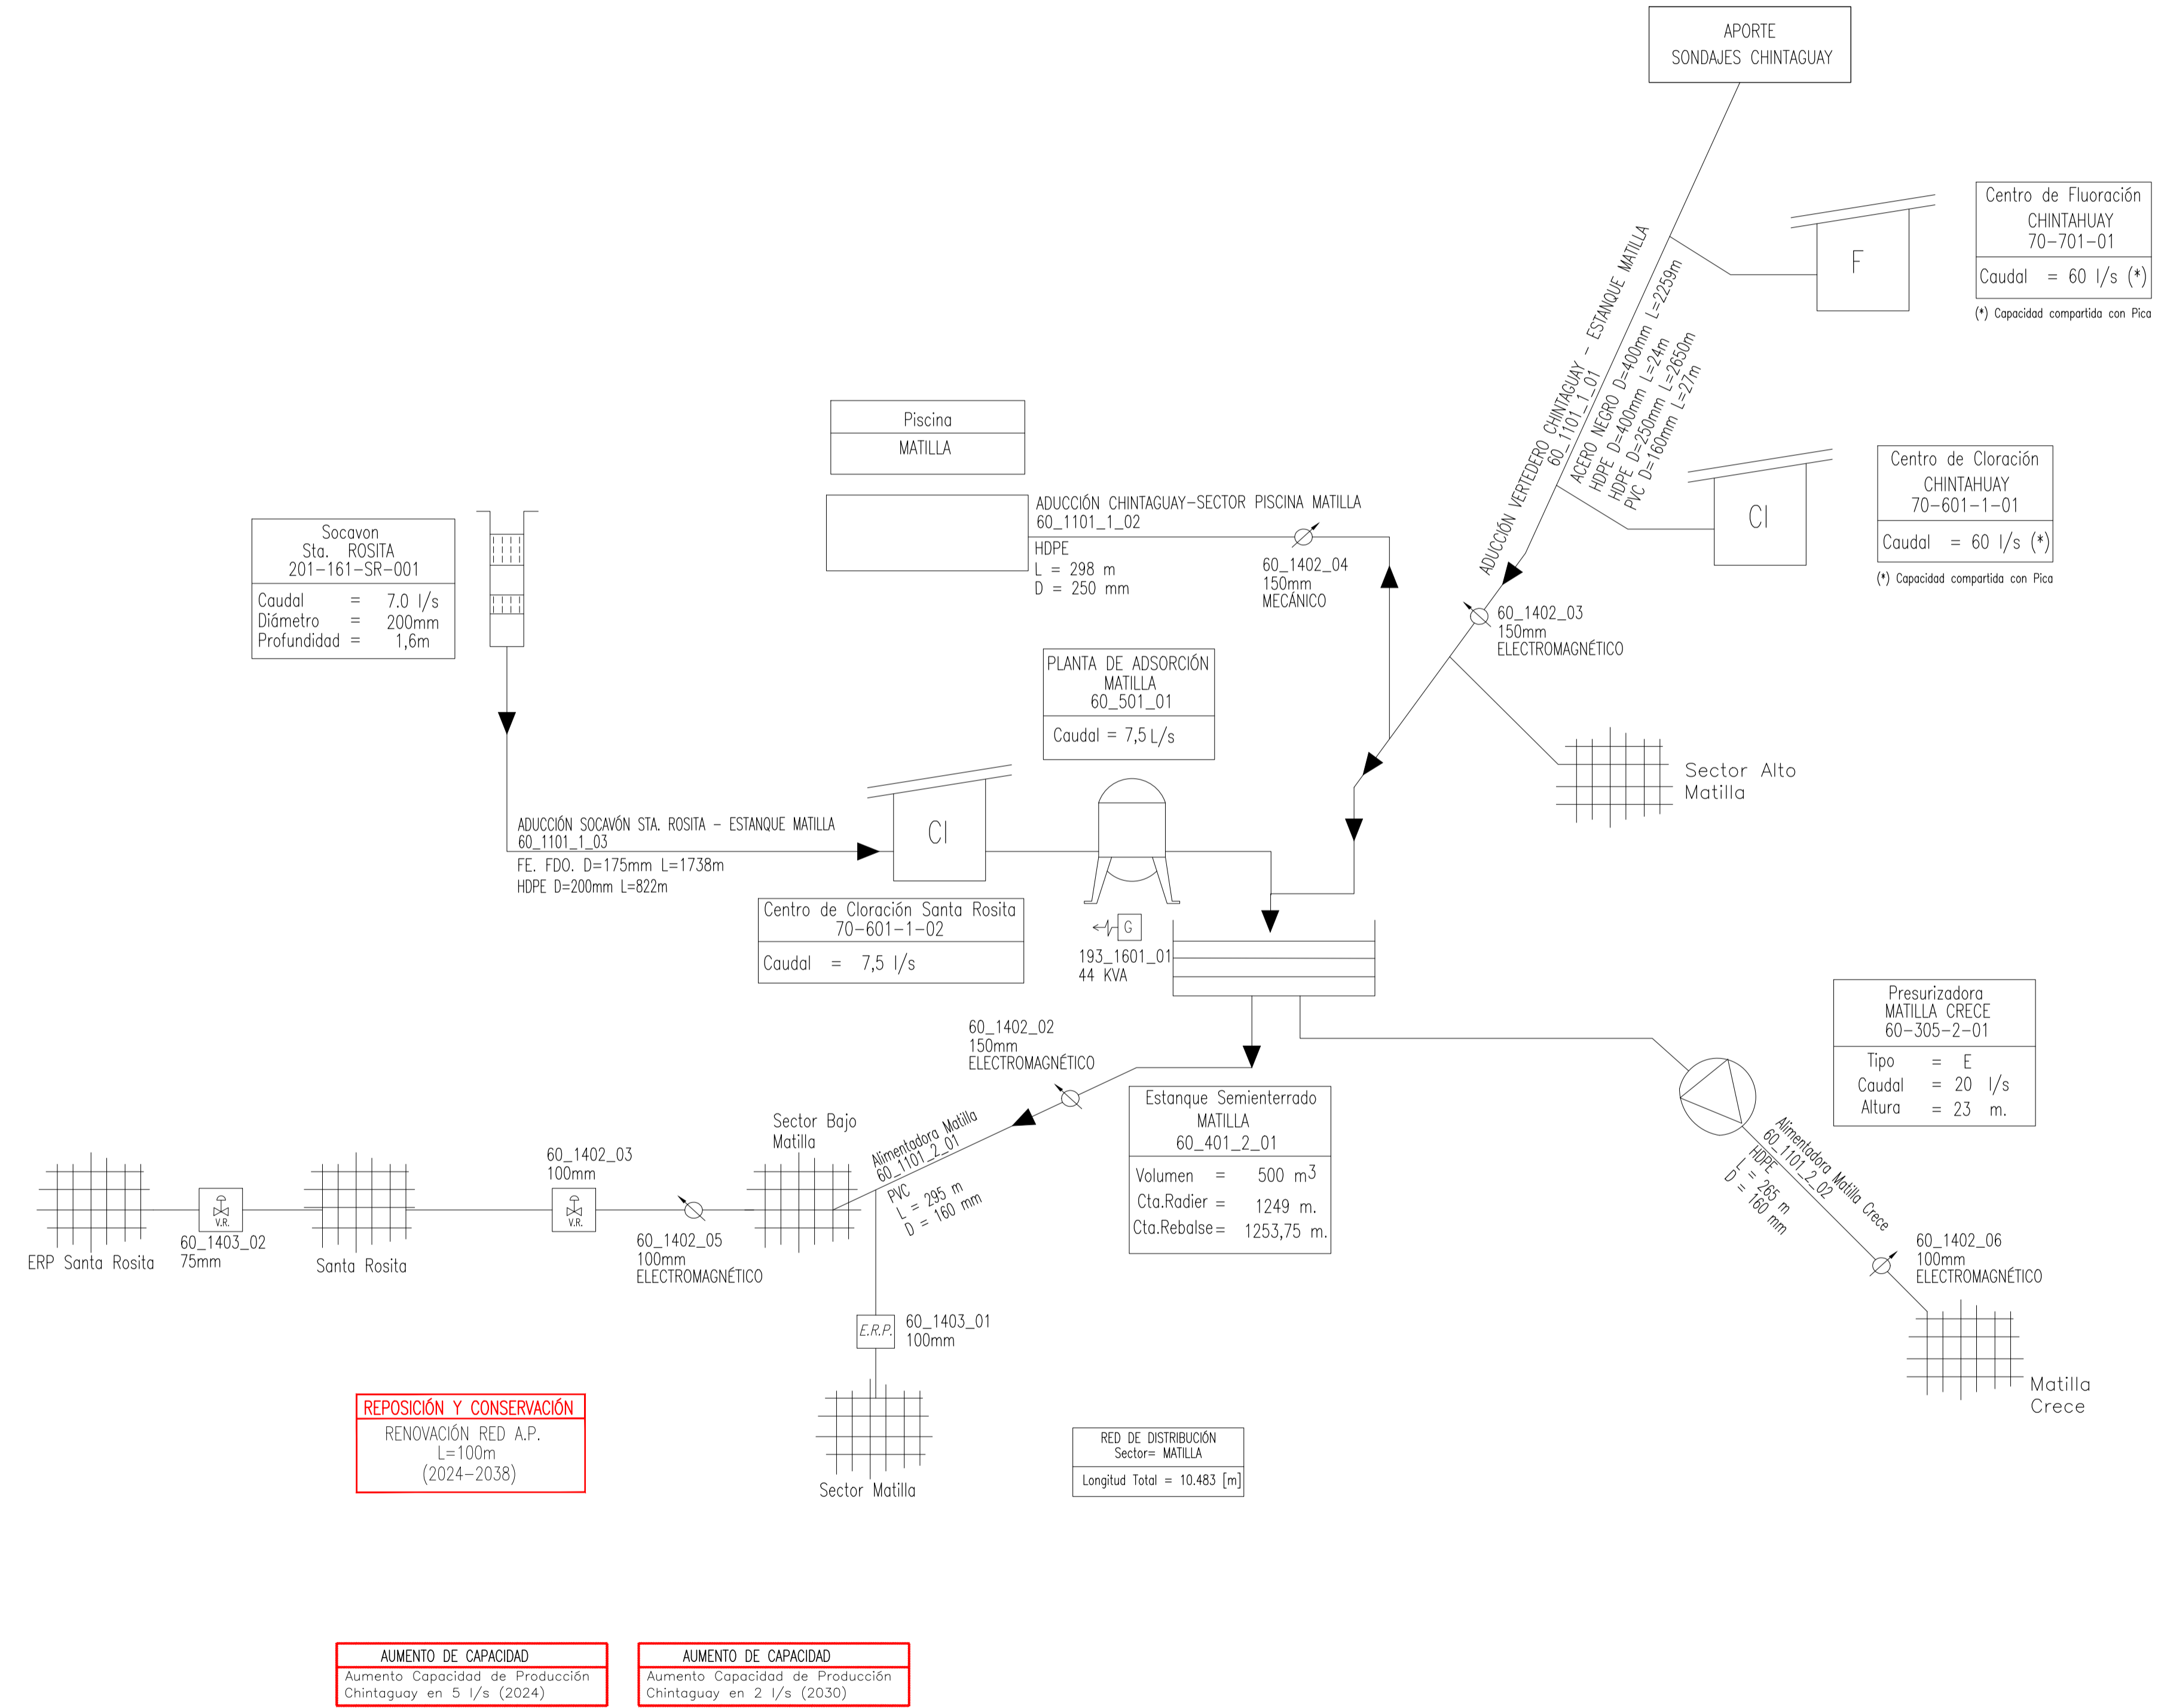 APORTE
SONDAJES CHINTAGUAY
Centro de Fluoración
CHINTAHUAY
70-701-01
Caudal = 60 l/s (*)
(*) Capacidad compartida con Pica
F
ADUCCIÓN VERTEDERO CHINTAGUAY - ESTANQUE MATILLA
60_1101_1_01
ACERO NEGRO D=400mm L=2259m
HDPE D=400mm L=24m
HDPE D=250mm L=2650m
PVC D=160mm L=27m
Centro de Cloración
CHINTAHUAY
70-601-1-01
Caudal = 60 l/s (*)
(*) Capacidad compartida con Pica
Cl
Piscina
MATILLA
ADUCCIÓN CHINTAGUAY-SECTOR PISCINA MATILLA
60_1101_1_02
HDPE
L = 298 m
D = 250 mm
60_1402_04
150mm
MECÁNICO
60_1402_03
150mm
ELECTROMAGNÉTICO
Socavon
Sta. ROSITA
201-161-SR-001
Caudal = 7.0 l/s
Diámetro = 200mm
Profundidad = 1,6m
PLANTA DE ADSORCIÓN
MATILLA
60_501_01
Caudal = 7,5 L/s
Sector Alto
Matilla
ADUCCIÓN SOCAVÓN STA. ROSITA - ESTANQUE MATILLA
60_1101_1_03
FE. FDO. D=175mm L=1738m
HDPE D=200mm L=822m
Cl
Centro de Cloración Santa Rosita
70-601-1-02
Caudal = 7,5 l/s
G
193_1601_01
44 KVA
Presurizadora
MATILLA CRECE
60-305-2-01
Tipo = E
Caudal = 20 l/s
Altura = 23 m.
60_1402_02
150mm
ELECTROMAGNÉTICO
Estanque Semienterrado
MATILLA
60_401_2_01
Volumen = 500 m3
Cta.Radier = 1249 m.
Cta.Rebalse = 1253,75 m.
Alimentadora Matilla
60_1101_2_01
PVC
L = 295 m
D = 160 mm
Sector Bajo
Matilla
Alimentadora Matilla Crece
60_1101_2_02
HDPE
L = 265 m
D = 160 mm
60_1402_06
100mm
ELECTROMAGNÉTICO
Matilla
Crece
60_1402_03
100mm
V.R.
60_1402_05
100mm
ELECTROMAGNÉTICO
V.R.
60_1403_02
75mm
ERP Santa Rosita
Santa Rosita
E.R.P.
60_1403_01
100mm
Sector Matilla
REPOSICIÓN Y CONSERVACIÓN
RENOVACIÓN RED A.P.
L=100m
(2024-2038)
RED DE DISTRIBUCIÓN
Sector= MATILLA
Longitud Total = 10.483 [m]
AUMENTO DE CAPACIDAD
Aumento Capacidad de Producción
Chintaguay en 5 l/s (2024)
AUMENTO DE CAPACIDAD
Aumento Capacidad de Producción
Chintaguay en 2 l/s (2030)